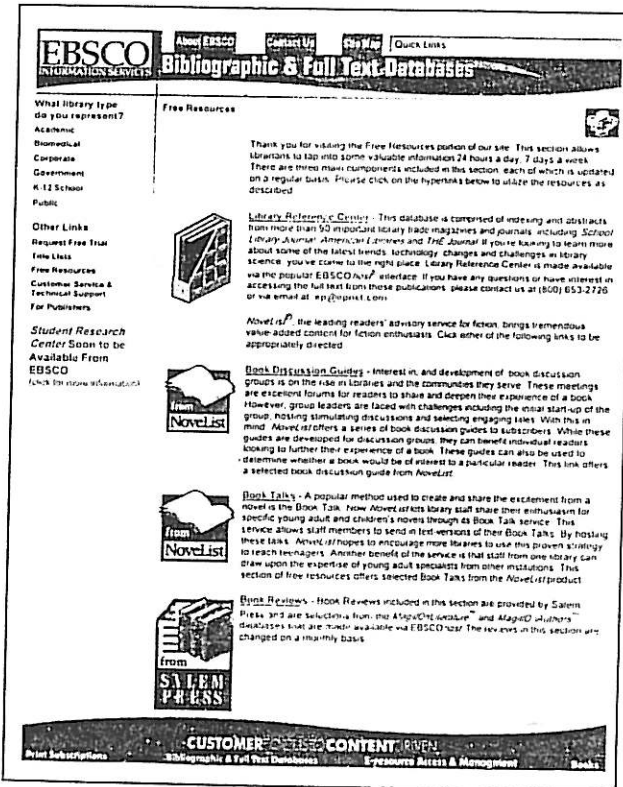 About EBSCO
Contact Us
Site Map
Quick Links
EBSCO
INFORMATION SERVICES
Bibliographic & Full Text Databases
What library type
do you represent?
Academic
Biomedical
Corporate
Government
K-12 School
Public
Other Links
Request Free Trial
Title Lists
Free Resources
Customer Service &
Technical Support
For Publishers
Student Research
Center Soon to be
Available From
EBSCO
(click for more information)
Free Resources
Thank you for visiting the Free Resources portion of our site. This section allows
librarians to tap into some valuable information 24 hours a day, 7 days a week.
There are three main components included in this section, each of which is updated
on a regular basis. Please click on the hyperlinks below to utilize the resources as
described
Library Reference Center - This database is comprised of indexing and abstracts
from more than 90 important library trade magazines and journals, including School
Library Journal, American Libraries and THE Journal. If you're looking to learn more
about some of the latest trends, technology changes and challenges in library
science, you've come to the right place. Library Reference Center is made available
via the popular EBSCOhost interface. If you have any questions or have interest in
accessing the full text from these publications, please contact us at (800) 653-2726
or via email at ep@epnet.com
NoveList, the leading readers' advisory service for fiction, brings tremendous
value-added content for fiction enthusiasts. Click either of the following links to be
appropriately directed
from
NoveList
Book Discussion Guides - Interest in, and development of, book discussion
groups is on the rise in libraries and the communities they serve. These meetings
are excellent forums for readers to share and deepen their experience of a book.
However, group leaders are faced with challenges including the initial start-up of the
group, hosting stimulating discussions and selecting engaging titles. With this in
mind, NoveList offers a series of book discussion guides to subscribers. While these
guides are developed for discussion groups, they can benefit individual readers
looking to further their experience of a book. These guides can also be used to
determine whether a book would be of interest to a particular reader. This link offers
a selected book discussion guide from NoveList.
from
NoveList
Book Talks - A popular method used to create and share the excitement from a
novel is the Book Talk. Now NoveList lets library staff share their enthusiasm for
specific young adult and children's novels through its Book Talk service. This
service allows staff members to send in text-versions of their Book Talks. By hosting
these talks, NoveList hopes to encourage more libraries to use this proven strategy
to reach teenagers. Another benefit of the service is that staff from one library can
draw upon the expertise of young adult specialists from other institutions. This
section of free resources offers selected Book Talks from the NoveList product.
from
SALEM
PRESS
Book Reviews - Book Reviews included in this section are provided by Salem
Press and are selections from the MagillOnLiterature™ and MagillOnAuthors™
databases that are made available via EBSCOhost. The reviews in this section are
changed on a monthly basis
CUSTOMER FOCUSED CONTENT DRIVEN
Print Subscriptions
Bibliographic & Full Text Databases
E-resource Access & Managment
Books